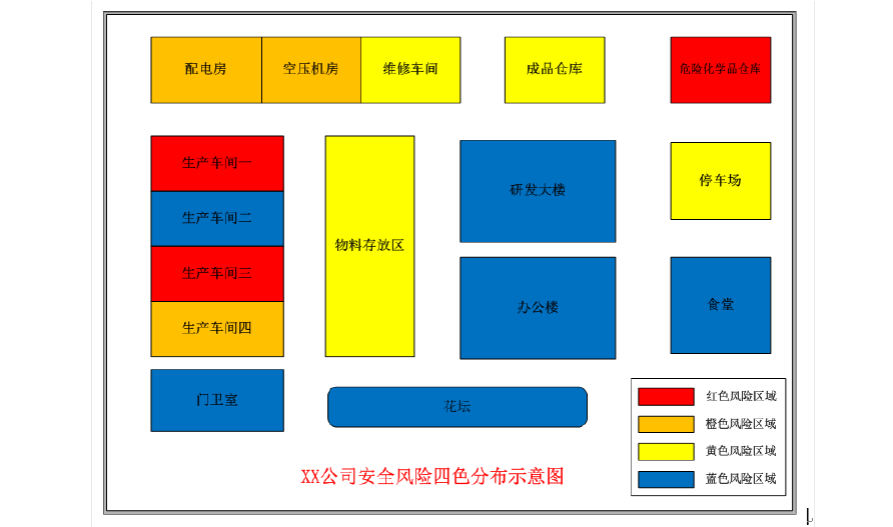 配电房
空压机房
维修车间
成品仓库
危险化学品仓库
生产车间一
生产车间二
生产车间三
生产车间四
物料存放区
研发大楼
停车场
办公楼
食堂
门卫室
花坛
红色风险区域
橙色风险区域
黄色风险区域
蓝色风险区域
XX公司安全风险四色分布示意图